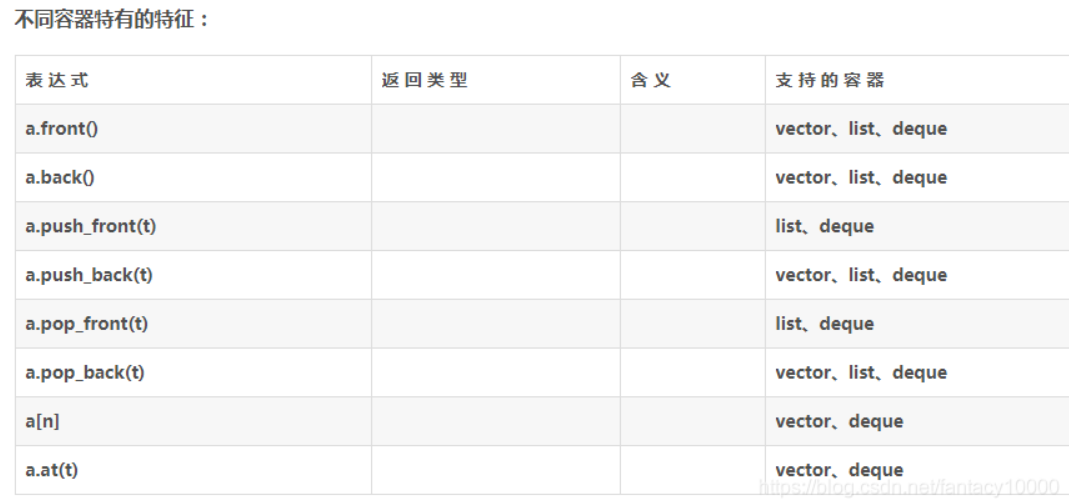 不同容器特有的特征：
表 达 式 返 回 类 型 含 义 支 持 的 容 器
a.front() vector、list、deque
a.back() vector、list、deque
a.push_front(t) list、deque
a.push_back(t) vector、list、deque
a.pop_front(t) list、deque
a.pop_back(t) vector、list、deque
a[n] vector、deque
a.at(t) vector、deque
https://blog.csdn.net/fantacy10000